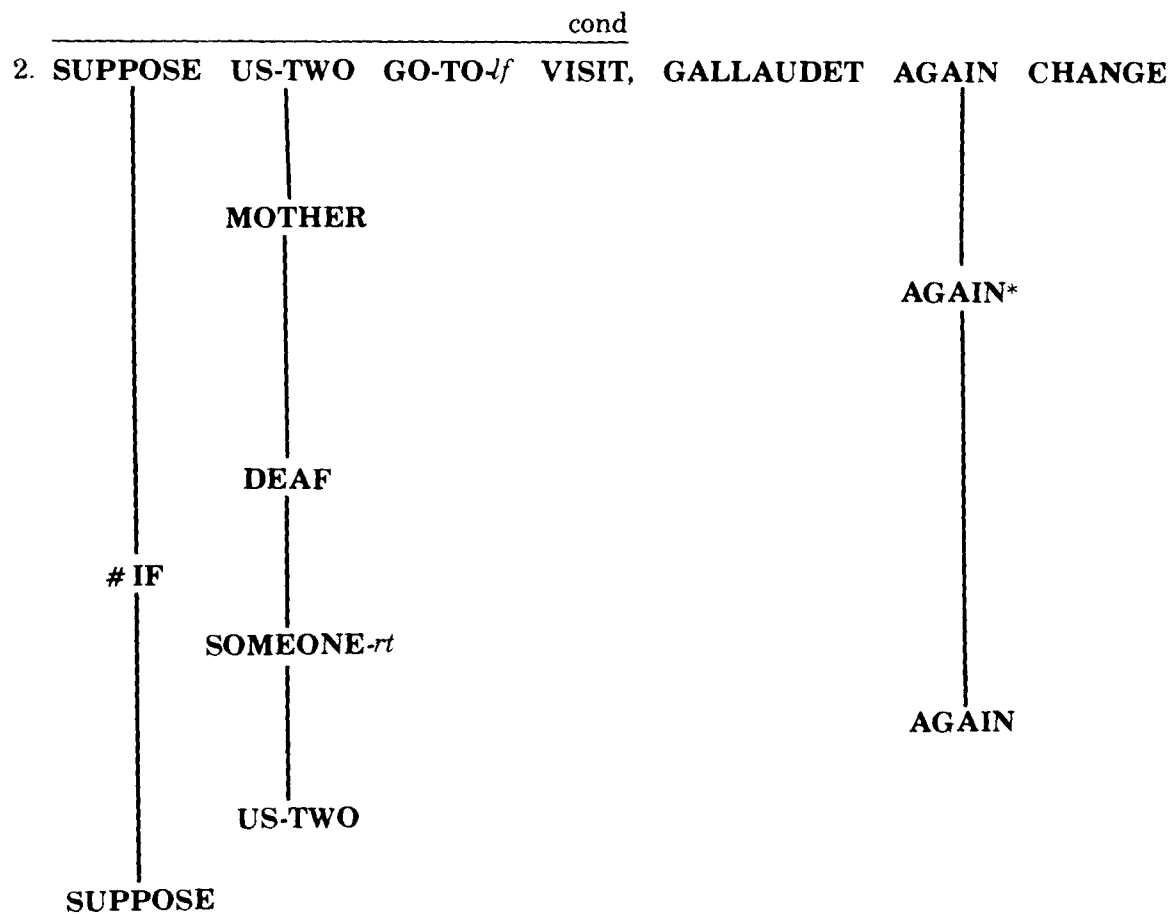 cond
2. SUPPOSE US-TWO GO-TO-lf VISIT, GALLAUDET AGAIN CHANGE
MOTHER
AGAIN*
DEAF
# IF
SOMEONE-rt
AGAIN
US-TWO
SUPPOSE